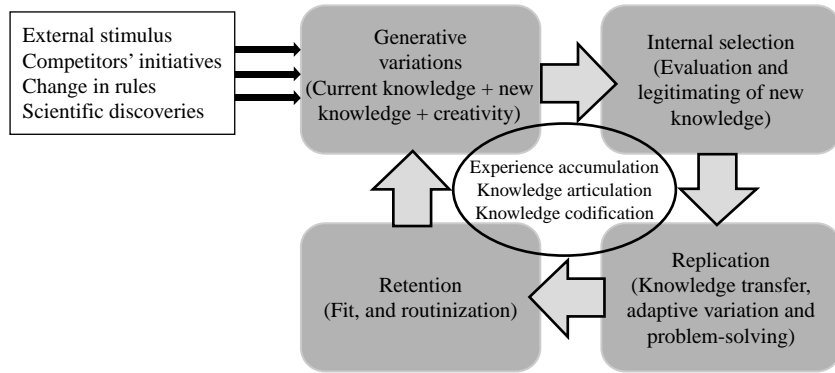 External stimulus
Competitors' initiatives
Change in rules
Scientific discoveries
Generative
variations
(Current knowledge + new
knowledge + creativity)
Internal selection
(Evaluation and
legitimating of new
knowledge)
Experience accumulation
Knowledge articulation
Knowledge codification
Retention
(Fit, and routinization)
Replication
(Knowledge transfer,
adaptive variation and
problem-solving)